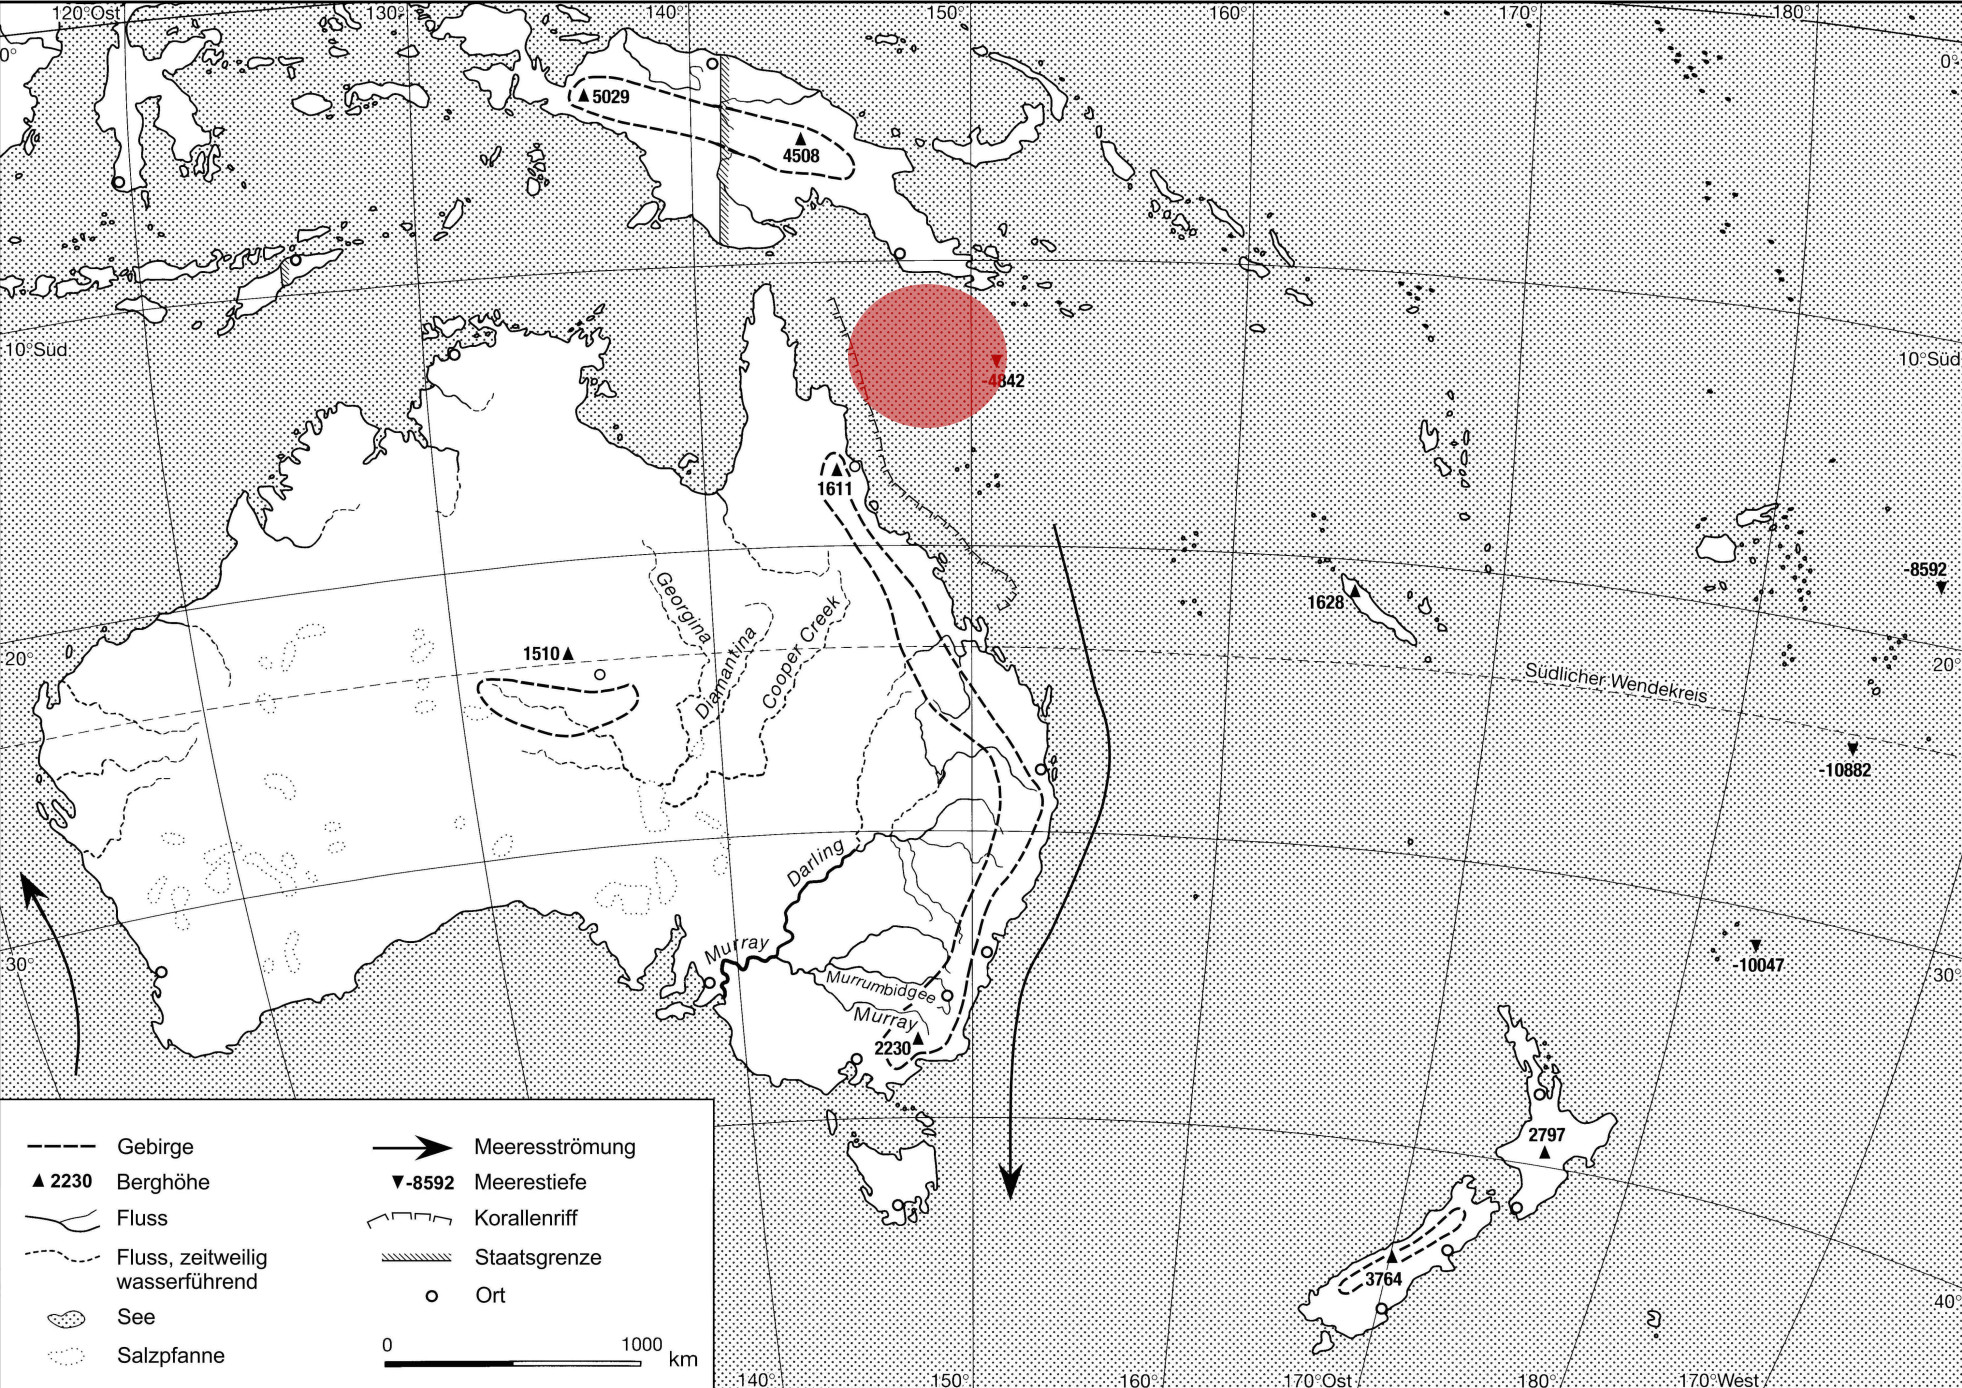 120°Ost
130°
140°
150°
160°
170°
180°
0°
0°
5029
4508
10°Süd
10°Süd
-4842
1611
-8592
1628
Georgina
Diamantina
Cooper Creek
1510
20°
20°
Südlicher Wendekreis
-10882
Darling
Murray
30°
-10047
30°
Murrumbidgee
Murray
2230
2797
3764
40°
Gebirge
2230 Berghöhe
Fluss
Fluss, zeitweilig
wasserführend
See
Salzpfanne
Meeresströmung
-8592 Meerestiefe
Korallenriff
Staatsgrenze
Ort
0 1000 km
140°
150°
160°
170°Ost
180°
170°West